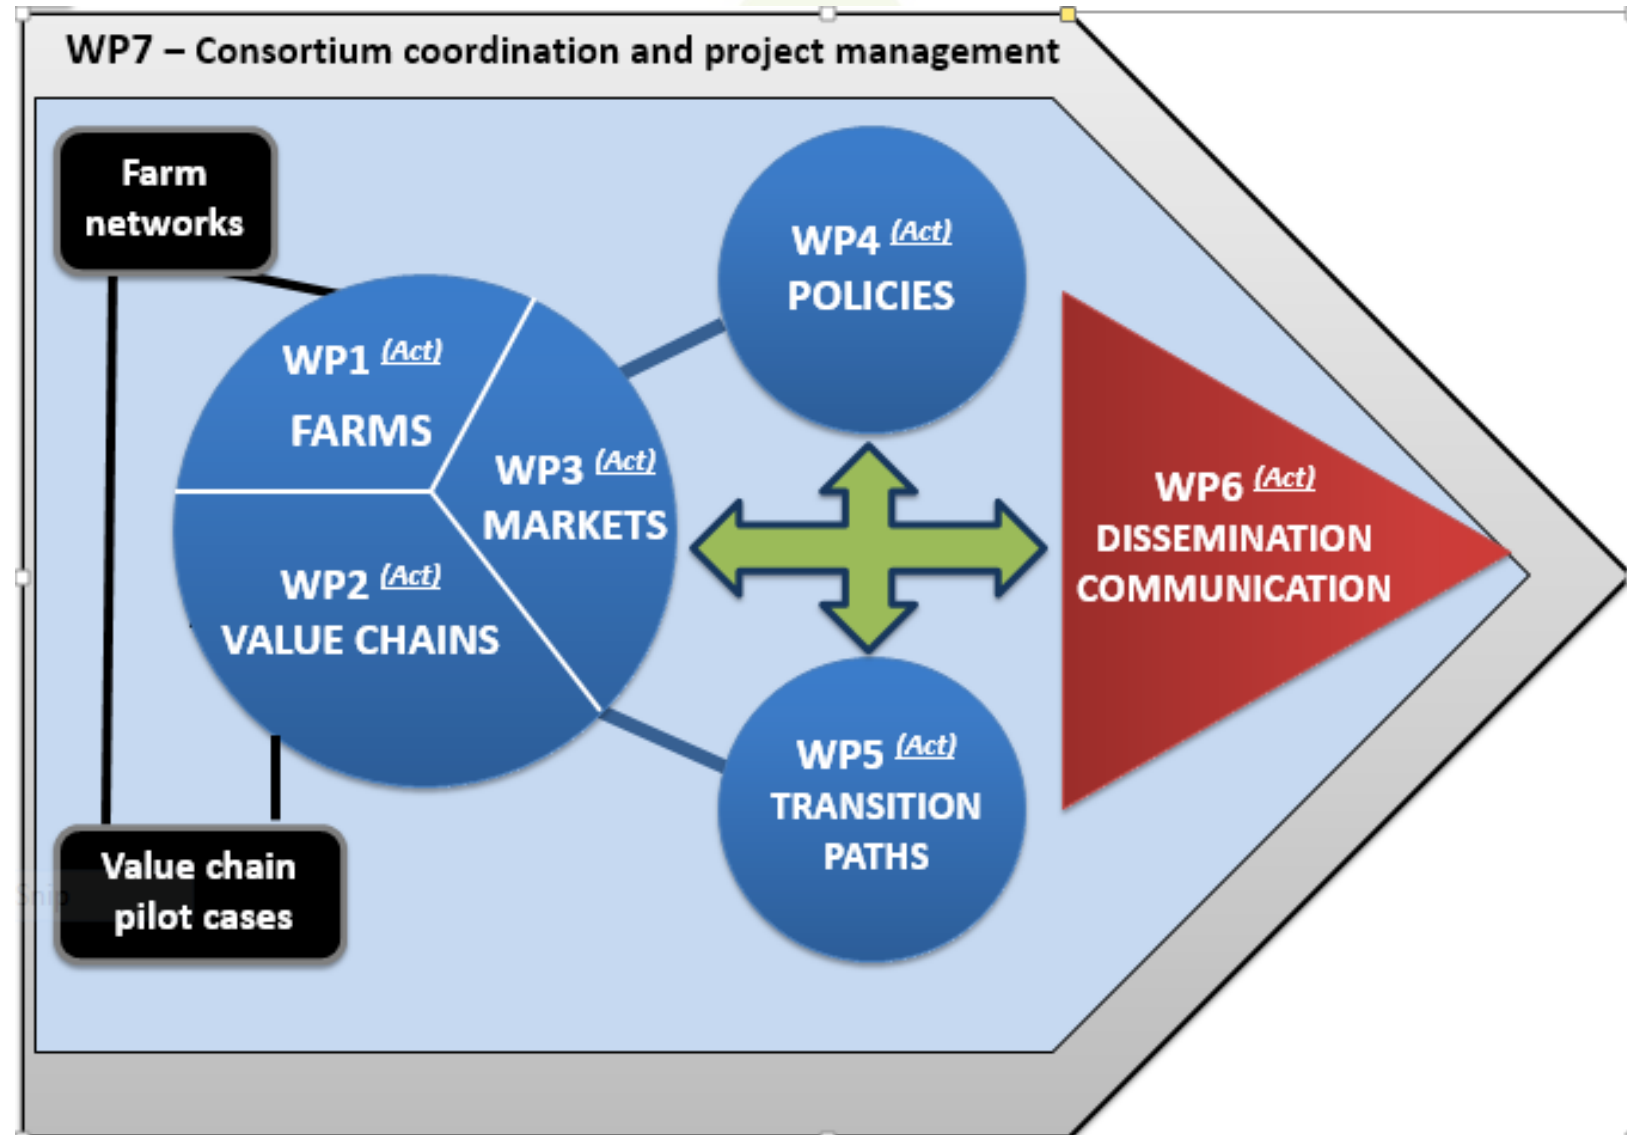 WP7 – Consortium coordination and project management
Farm
networks
WP1 (Act)
FARMS
WP2 (Act)
VALUE CHAINS
WP3 (Act)
MARKETS
WP4 (Act)
POLICIES
WP5 (Act)
TRANSITION
PATHS
WP6 (Act)
DISSEMINATION
COMMUNICATION
Value chain
pilot cases
Snip